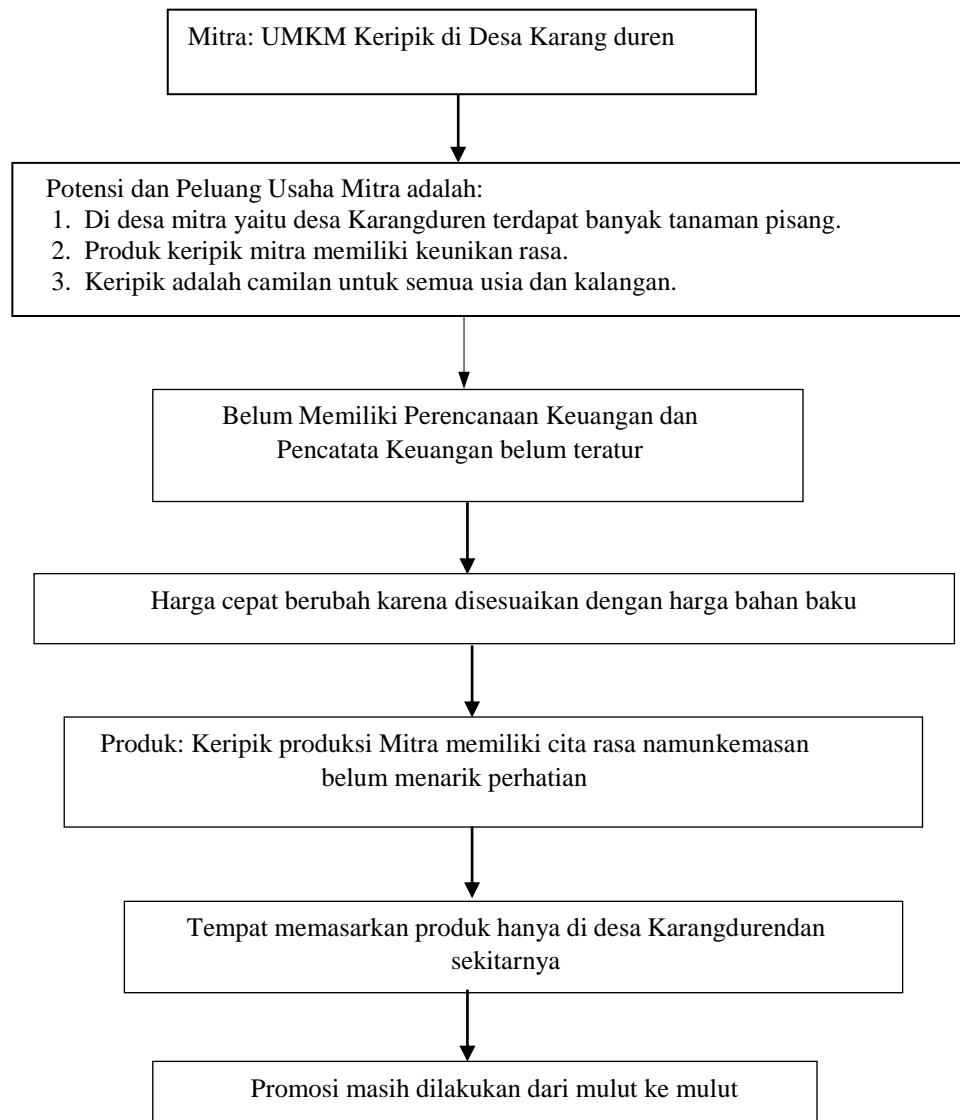 Mitra: UMKM Keripik di Desa Karang duren
Potensi dan Peluang Usaha Mitra adalah:
1. Di desa mitra yaitu desa Karangduren terdapat banyak tanaman pisang.
2. Produk keripik mitra memiliki keunikan rasa.
3. Keripik adalah camilan untuk semua usia dan kalangan.
Belum Memiliki Perencanaan Keuangan dan
Pencatata Keuangan belum teratur
Harga cepat berubah karena disesuaikan dengan harga bahan baku
Produk: Keripik produksi Mitra memiliki cita rasa namunkemasan
belum menarik perhatian
Tempat memasarkan produk hanya di desa Karangdurendan
sekitarnya
Promosi masih dilakukan dari mulut ke mulut